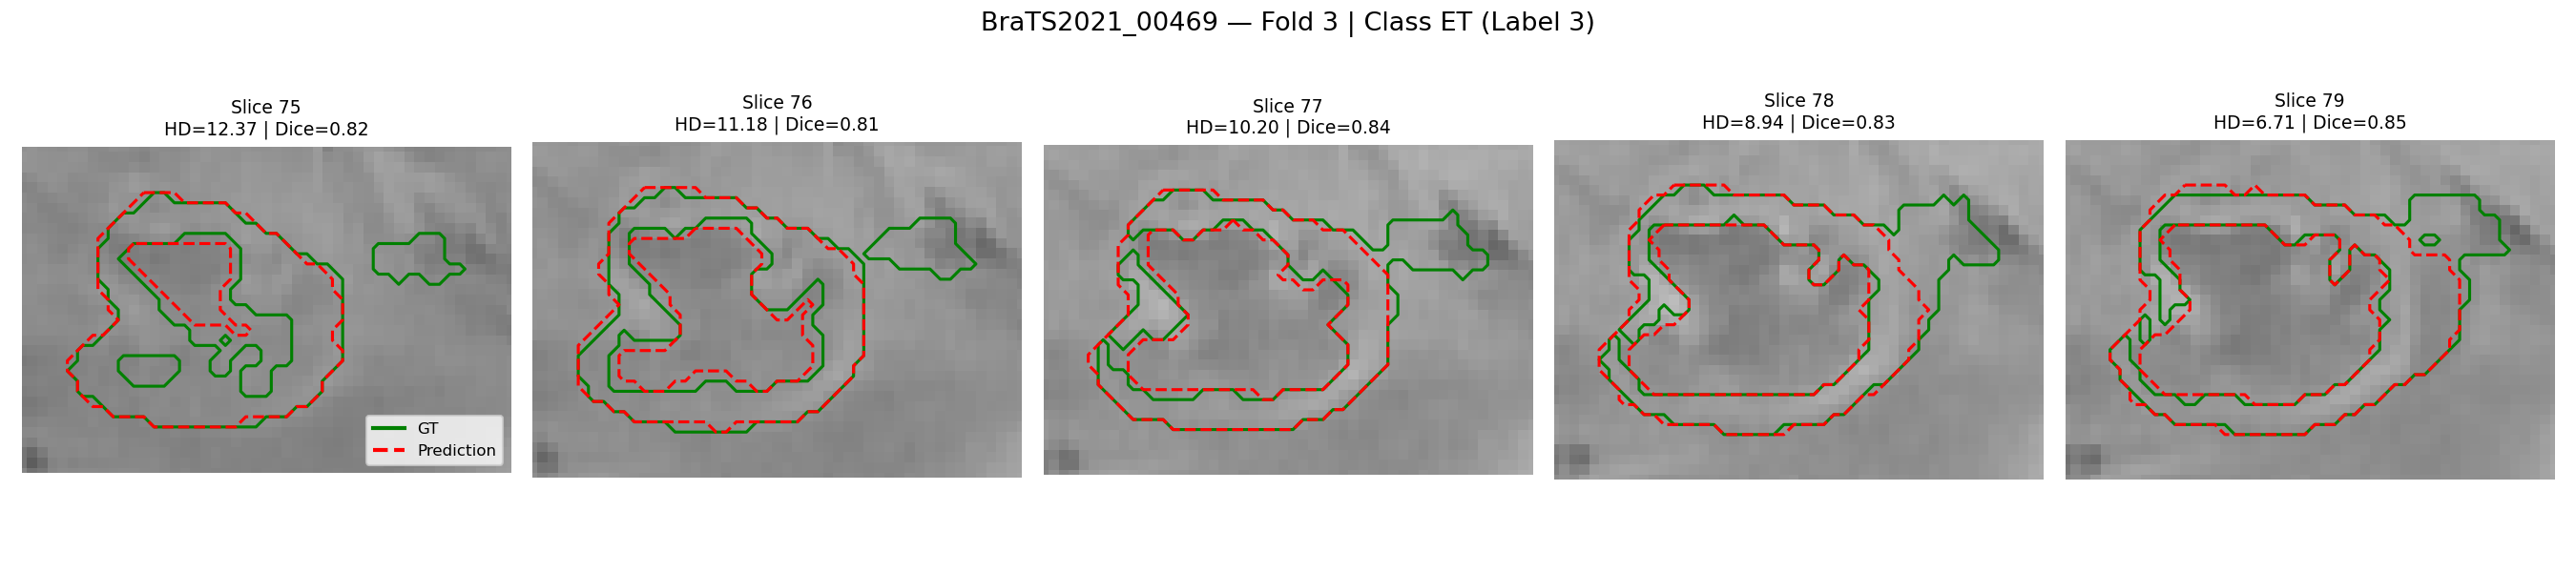 BraTS2021_00469 — Fold 3 | Class ET (Label 3)
Slice 75
HD=12.37 | Dice=0.82
Slice 76
HD=11.18 | Dice=0.81
Slice 77
HD=10.20 | Dice=0.84
Slice 78
HD=8.94 | Dice=0.83
Slice 79
HD=6.71 | Dice=0.85
GT
Prediction